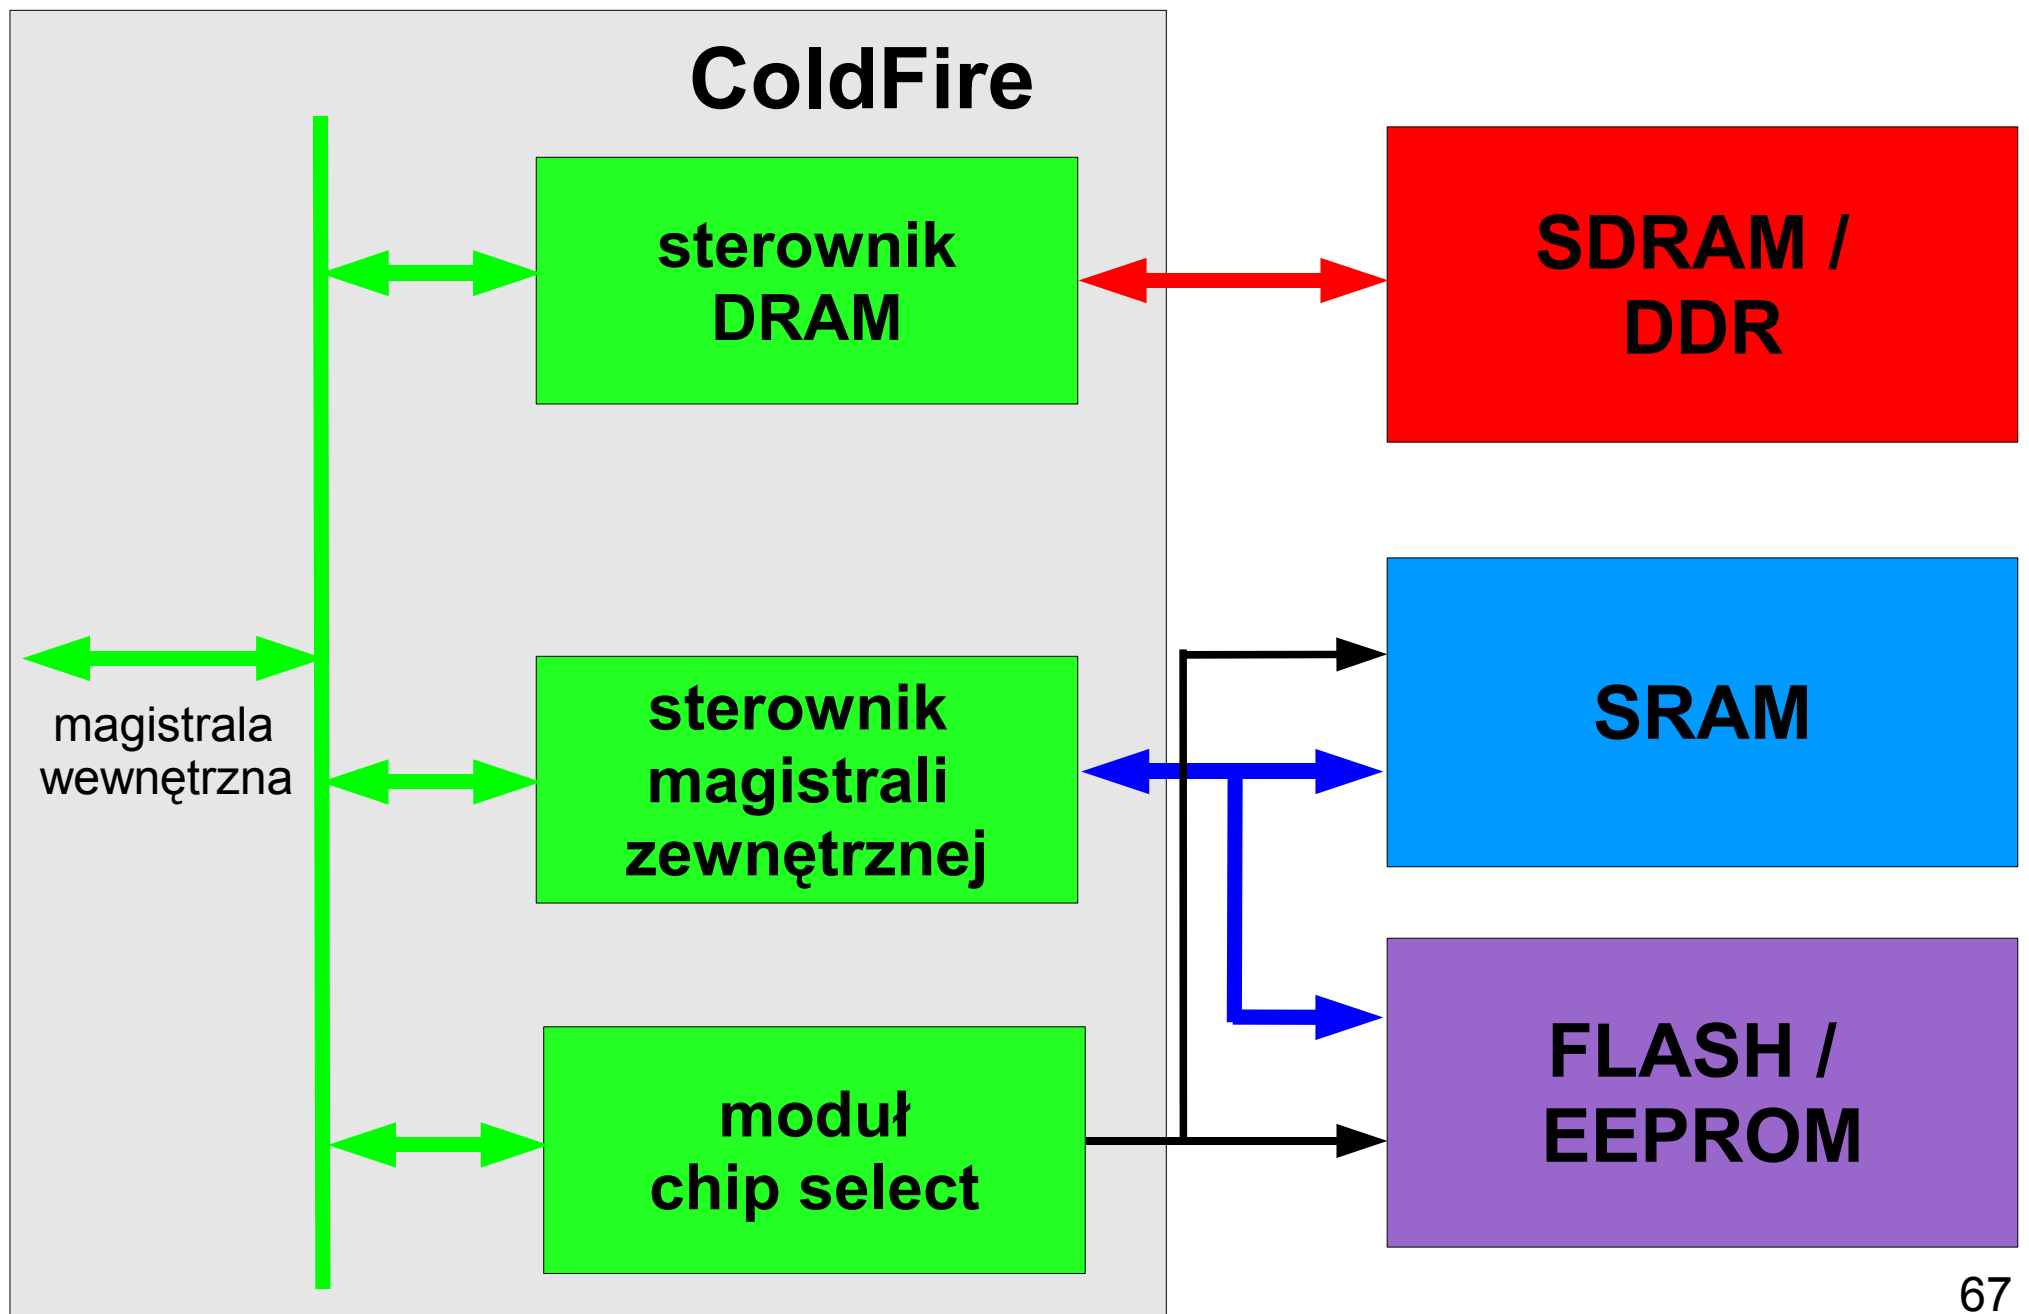 ColdFire
sterownik
DRAM
SDRAM /
DDR
magistrala
wewnętrzna
sterownik
magistrali
zewnętrznej
SRAM
moduł
chip select
FLASH /
EEPROM
67